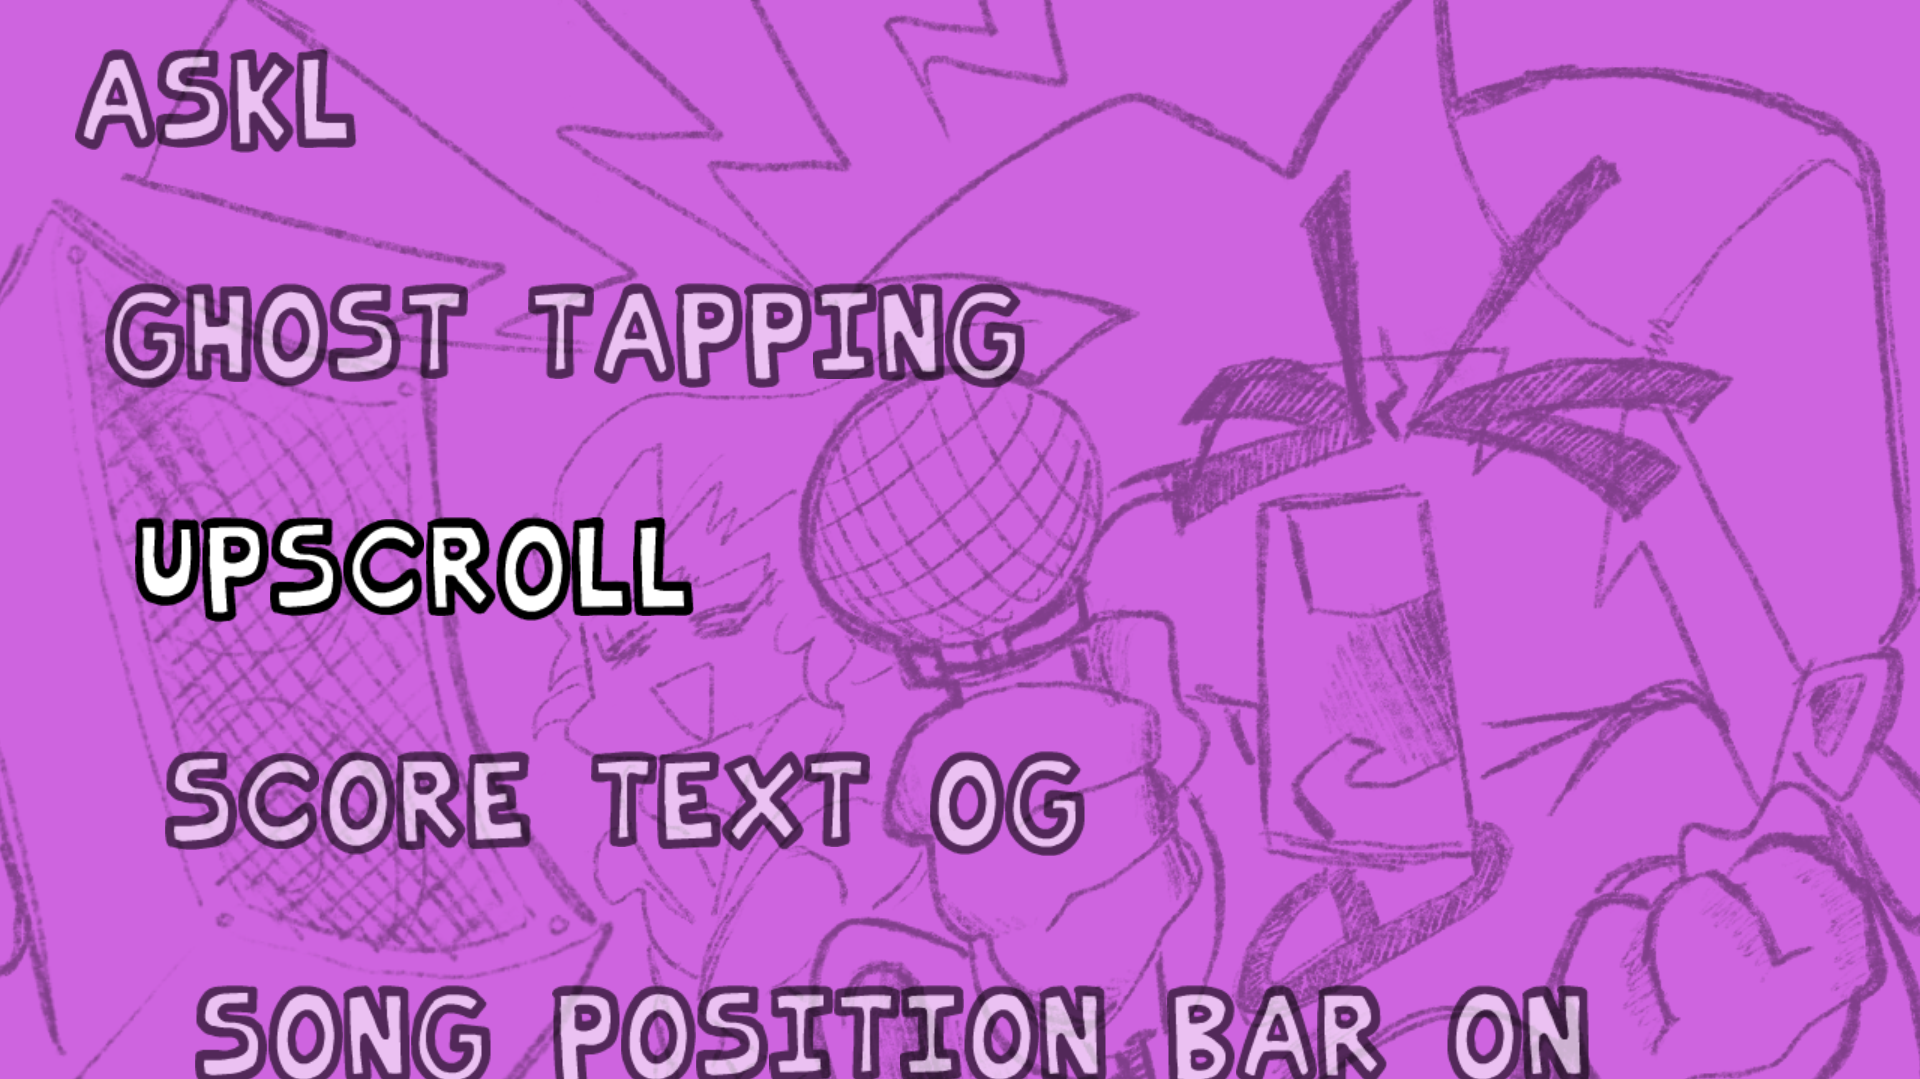 ASKL
GHOST TAPPING
UPSCROLL
SCORE TEXT OG
SONG POSITION BAR ON